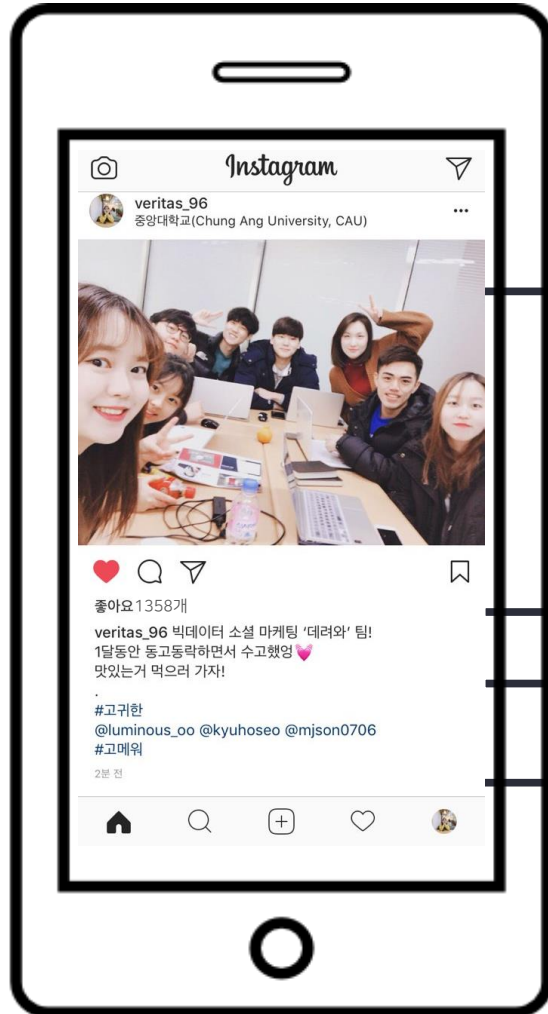 Instagram
veritas_96
중앙대학교(Chung Ang University, CAU)
좋아요1358개
veritas_96 빅데이터 소셜 마케팅 ‘데려와’ 팀!
1달동안 동고동락하면서 수고했엉💓
맛있는거 먹으러 가자!
.
#고귀한
@luminous_oo @kyuhoseo @mjson0706
#고메워
2분 전